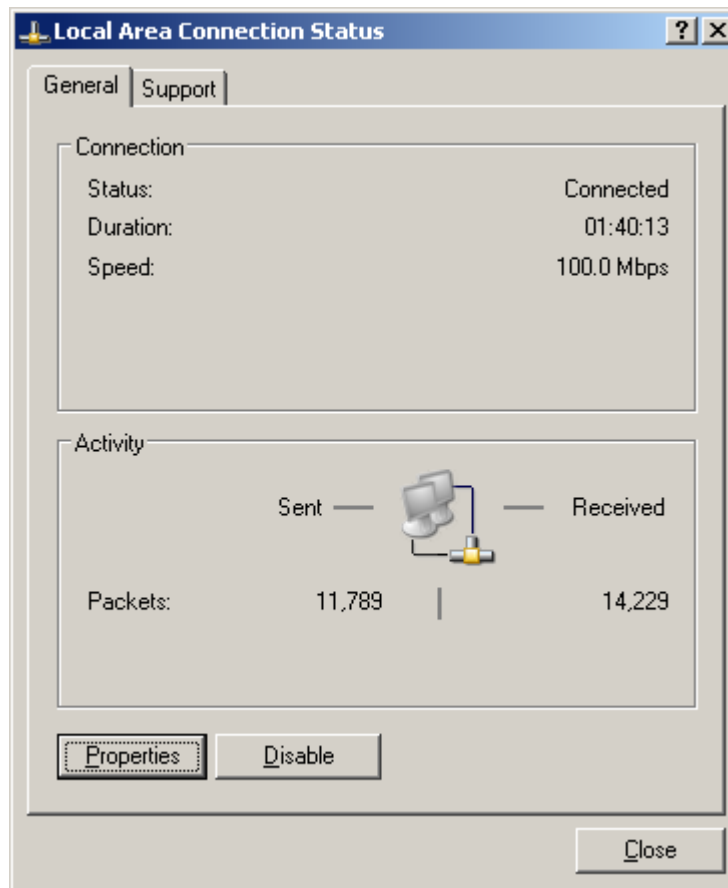 Local Area Connection Status
General Support
Connection
Status: Connected
Duration: 01:40:13
Speed: 100.0 Mbps
Activity
Sent Received
Packets: 11,789 14,229
Properties Disable
Close